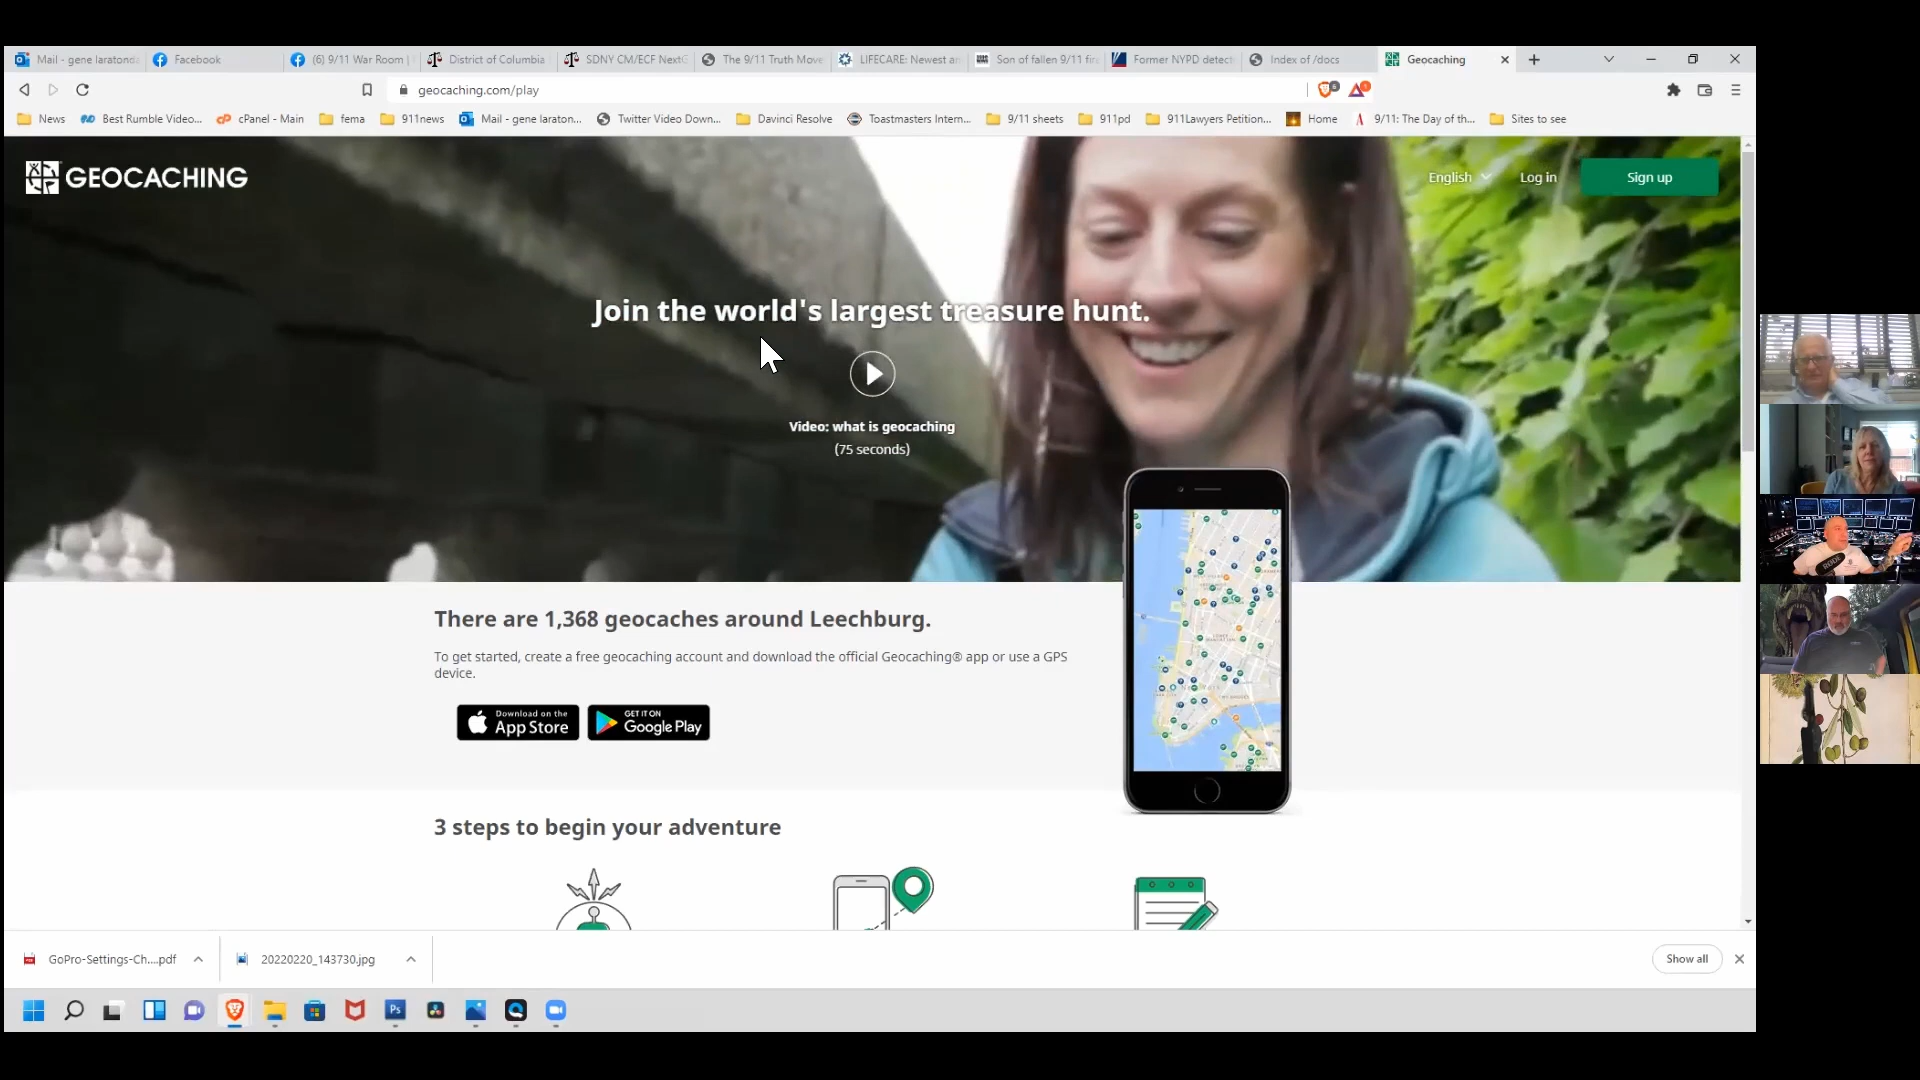 Mail - gene laratonda
Facebook
(6) 9/11 War Room |
District of Columbia
SDNY CM/ECF NextG
The 9/11 Truth Move
LIFECARE: Newest an
Son of fallen 9/11 fire
Former NYPD detecti
Index of /docs
Geocaching
geocaching.com/play
News
Best Rumble Video...
cPanel - Main
fema
911news
Mail - gene laraton...
Twitter Video Down...
Davinci Resolve
Toastmasters Intern...
9/11 sheets
911pd
911Lawyers Petition...
Home
9/11: The Day of th...
Sites to see
GEOCACHING
English
Log in
Sign up
Join the world's largest treasure hunt.
Video: what is geocaching
(75 seconds)
There are 1,368 geocaches around Leechburg.
To get started, create a free geocaching account and download the official Geocaching® app or use a GPS
device.
Download on the
App Store
GET IT ON
Google Play
3 steps to begin your adventure
GoPro-Settings-Ch....pdf
20220220_143730.jpg
Show all
Ps